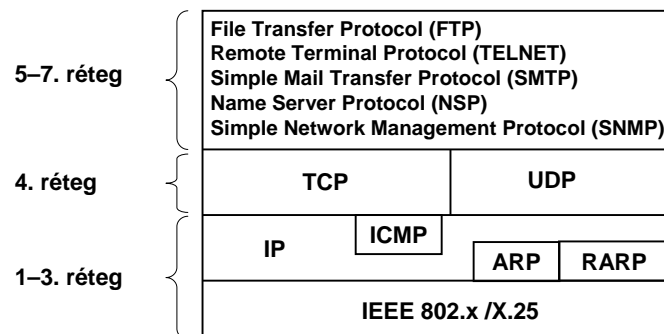 File Transfer Protocol (FTP)
Remote Terminal Protocol (TELNET)
5–7. réteg
Simple Mail Transfer Protocol (SMTP)
Name Server Protocol (NSP)
Simple Network Management Protocol (SNMP)
4. réteg
TCP
UDP
1–3. réteg
IP
ICMP
ARP
RARP
IEEE 802.x /X.25